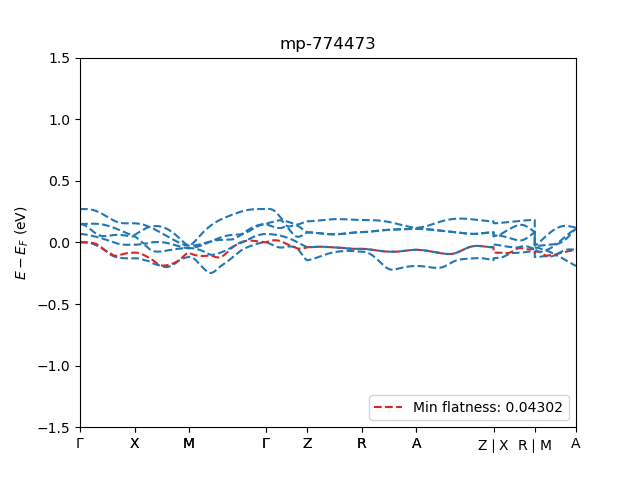 mp-774473
E − E_F (eV)
1.5
1.0
0.5
0.0
−0.5
−1.0
−1.5
Min flatness: 0.04302
Γ X M Γ Z R A Z | X R | M A